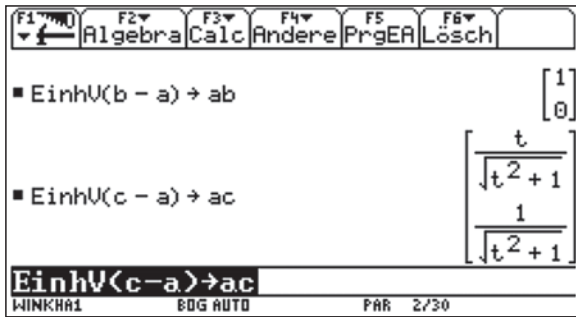 F1 F2 F3 F4 F5 F6
Algebra Calc Andere PrgEA Lösch
▪ EinhV(b - a) → ab [1 0]
▪ EinhV(c - a) → ac [t/√(t²+1) 1/√(t²+1)]
EinhV(c-a)→ac
WINKHA1 BOG AUTO PAR 2/30